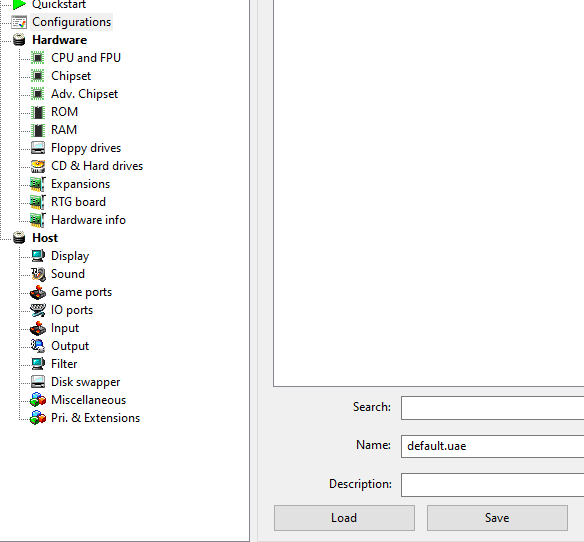 Quickstart
Configurations
Hardware
CPU and FPU
Chipset
Adv. Chipset
ROM
RAM
Floppy drives
CD & Hard drives
Expansions
RTG board
Hardware info
Host
Display
Sound
Game ports
IO ports
Input
Output
Filter
Disk swapper
Miscellaneous
Pri. & Extensions
Search:
Name: default.uae
Description:
Load Save